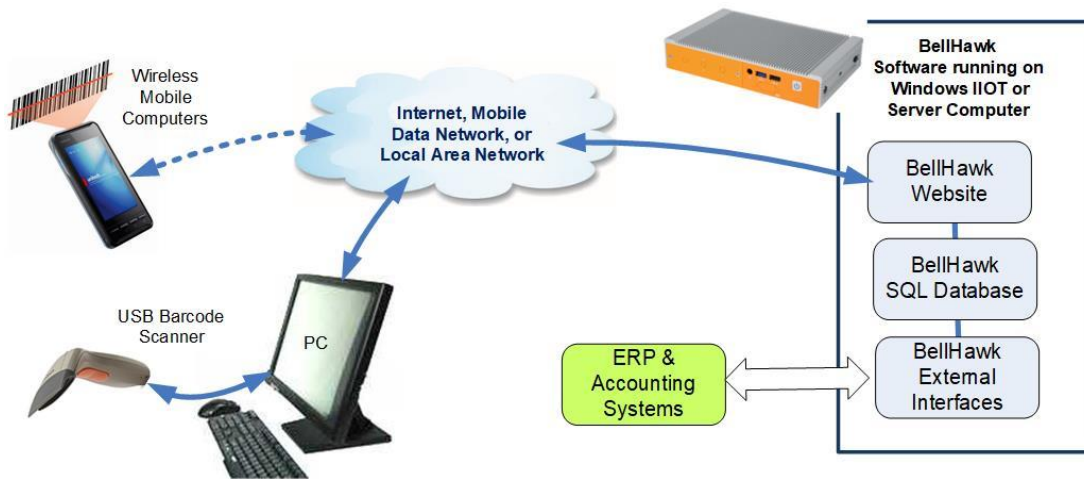 Wireless
Mobile
Computers
Internet, Mobile
Data Network, or
Local Area Network
BellHawk
Software running on
Windows IIOT or
Server Computer
BellHawk
Website
BellHawk
SQL Database
BellHawk
External
Interfaces
USB Barcode
Scanner
PC
ERP &
Accounting
Systems